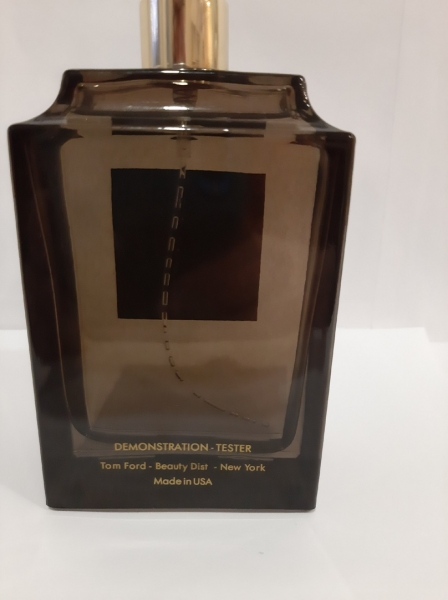 DEMONSTRATION - TESTER
Tom Ford - Beauty Dist - New York
Made in USA